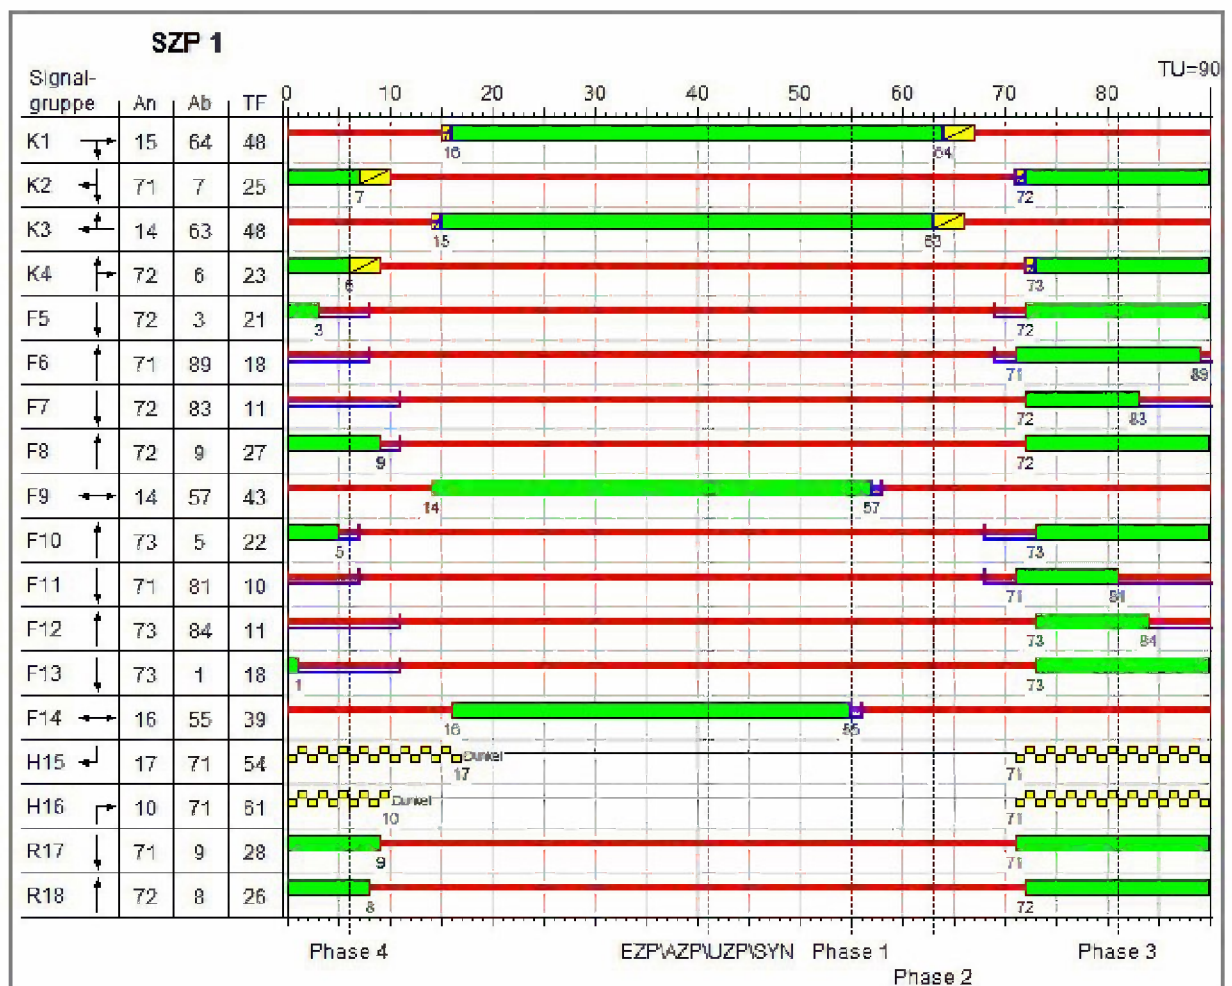 SZP 1
TU=90
Signal-
gruppe An Ab TF 0 10 20 30 40 50 60 70 80
K1 15 64 48 16 64
K2 71 7 25 7 72
K3 14 63 48 15 63
K4 72 6 23 6 73
F5 72 3 21 3 72
F6 71 89 18 71 89
F7 72 83 11 72 83
F8 72 9 27 9 72
F9 14 57 43 14 57
F10 73 5 22 5 73
F11 71 81 10 71 81
F12 73 84 11 73 84
F13 73 1 18 1 73
F14 16 55 39 16 55
H15 17 71 54 17 Dunkel 71
H16 10 71 61 10 Dunkel 71
R17 71 9 28 9 71
R18 72 8 26 8 72
Phase 4 EZP\AZP\UZP\SYN Phase 1 Phase 3
Phase 2